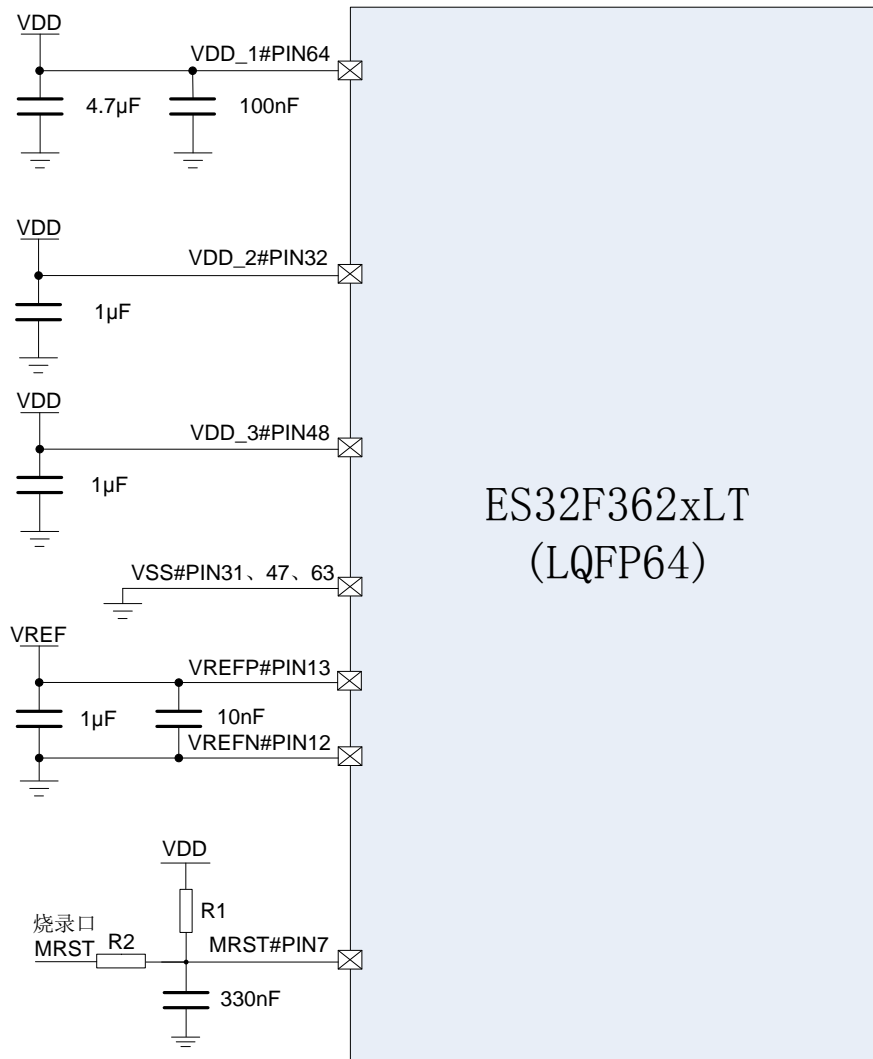 VDD
VDD_1#PIN64
4.7µF
100nF
VDD
VDD_2#PIN32
1µF
VDD
VDD_3#PIN48
1µF
ES32F362xLT
(LQFP64)
VSS#PIN31、47、63
VREF
VREFP#PIN13
1µF
10nF
VREFN#PIN12
VDD
R1
烧录口
MRST
R2
MRST#PIN7
330nF